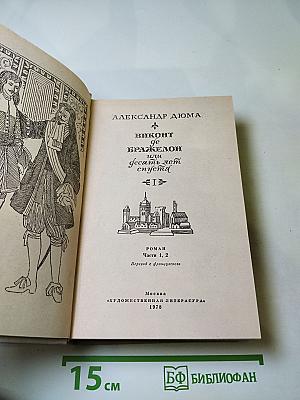 АЛЕКСАНДР ДЮМА
ВИКОНТ
де
БРАЖЕЛОН
или
десять лет
спустя
I
РОМАН
Части 1, 2
Перевод с французского
Москва
«ХУДОЖЕСТВЕННАЯ ЛИТЕРАТУРА»
1978
15 см
БФ БИБЛИОФАН